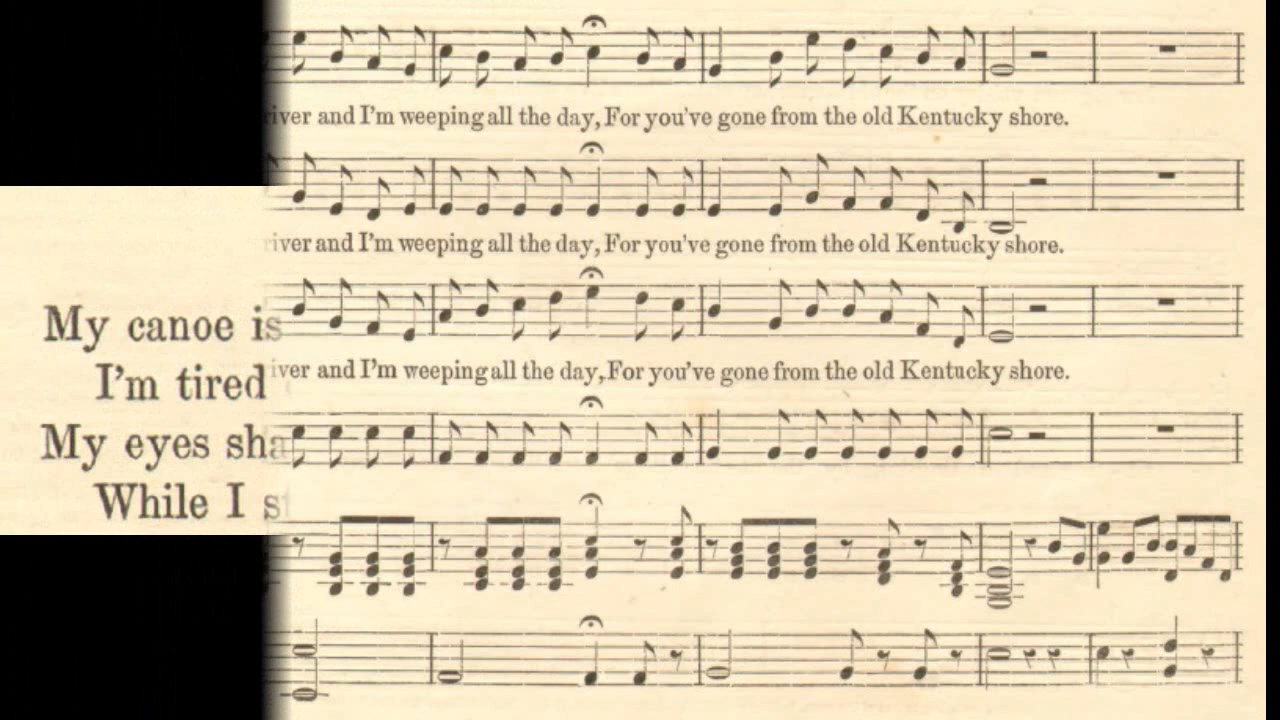 river and I'm weeping all the day, For you've gone from the old Kentucky shore.
river and I'm weeping all the day, For you've gone from the old Kentucky shore.
My canoe is
river and I'm weeping all the day, For you've gone from the old Kentucky shore.
I'm tired
My eyes
While I